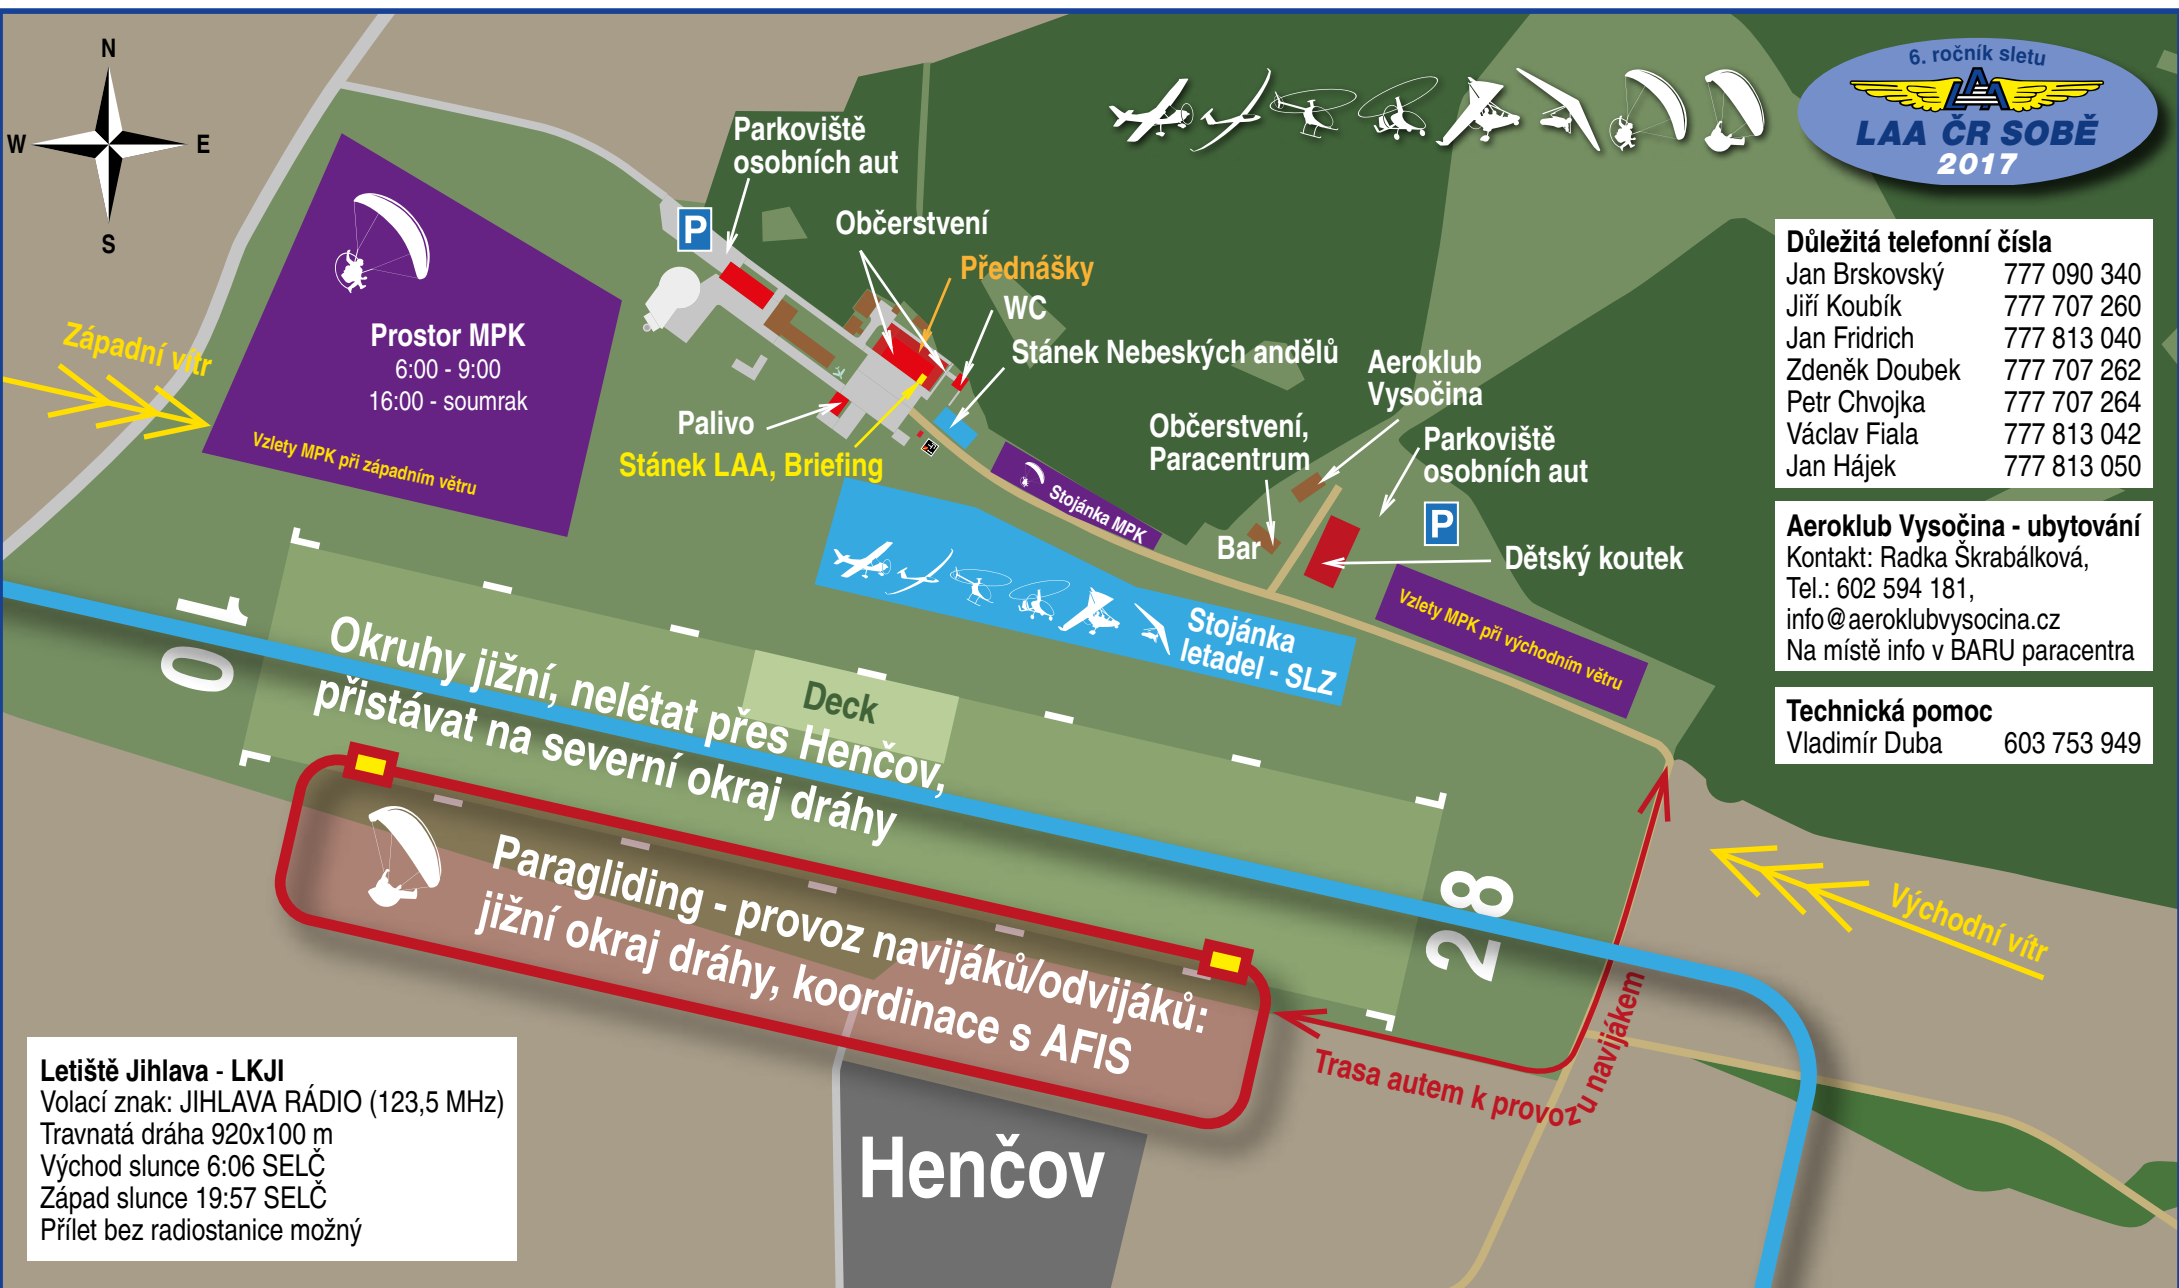 N
W
E
S
6. ročník sletu
LAA
LAA ČR SOBĚ
2017
Parkoviště
osobních aut
P
Občerstvení
Přednášky
WC
Stánek Nebeských andělů
Aeroklub
Vysočina
Občerstvení,
Paracentrum
Parkoviště
osobních aut
P
Bar
Dětský koutek
Palivo
Stánek LAA, Briefing
Západní vítr
Prostor MPK
6:00 - 9:00
16:00 - soumrak
Vzlety MPK při západním větru
Stojánka MPK
Stojánka
letadel - SLZ
Vzlety MPK při východním větru
Důležitá telefonní čísla
Jan Brskovský 777 090 340
Jiří Koubík 777 707 260
Jan Fridrich 777 813 040
Zdeněk Doubek 777 707 262
Petr Chvojka 777 707 264
Václav Fiala 777 813 042
Jan Hájek 777 813 050
Aeroklub Vysočina - ubytování
Kontakt: Radka Škrabálková,
Tel.: 602 594 181,
info@aeroklubvysocina.cz
Na místě info v BARU paracentra
Technická pomoc
Vladimír Duba 603 753 949
01
Okruhy jižní, nelétat přes Henčov,
přistávat na severní okraj dráhy
Deck
28
Východní vítr
Paragliding - provoz navijáků/odvijáků:
jižní okraj dráhy, koordinace s AFIS
Trasa autem k provozu navijákem
Henčov
Letiště Jihlava - LKJI
Volací znak: JIHLAVA RÁDIO (123,5 MHz)
Travnatá dráha 920x100 m
Východ slunce 6:06 SELČ
Západ slunce 19:57 SELČ
Přílet bez radiostanice možný